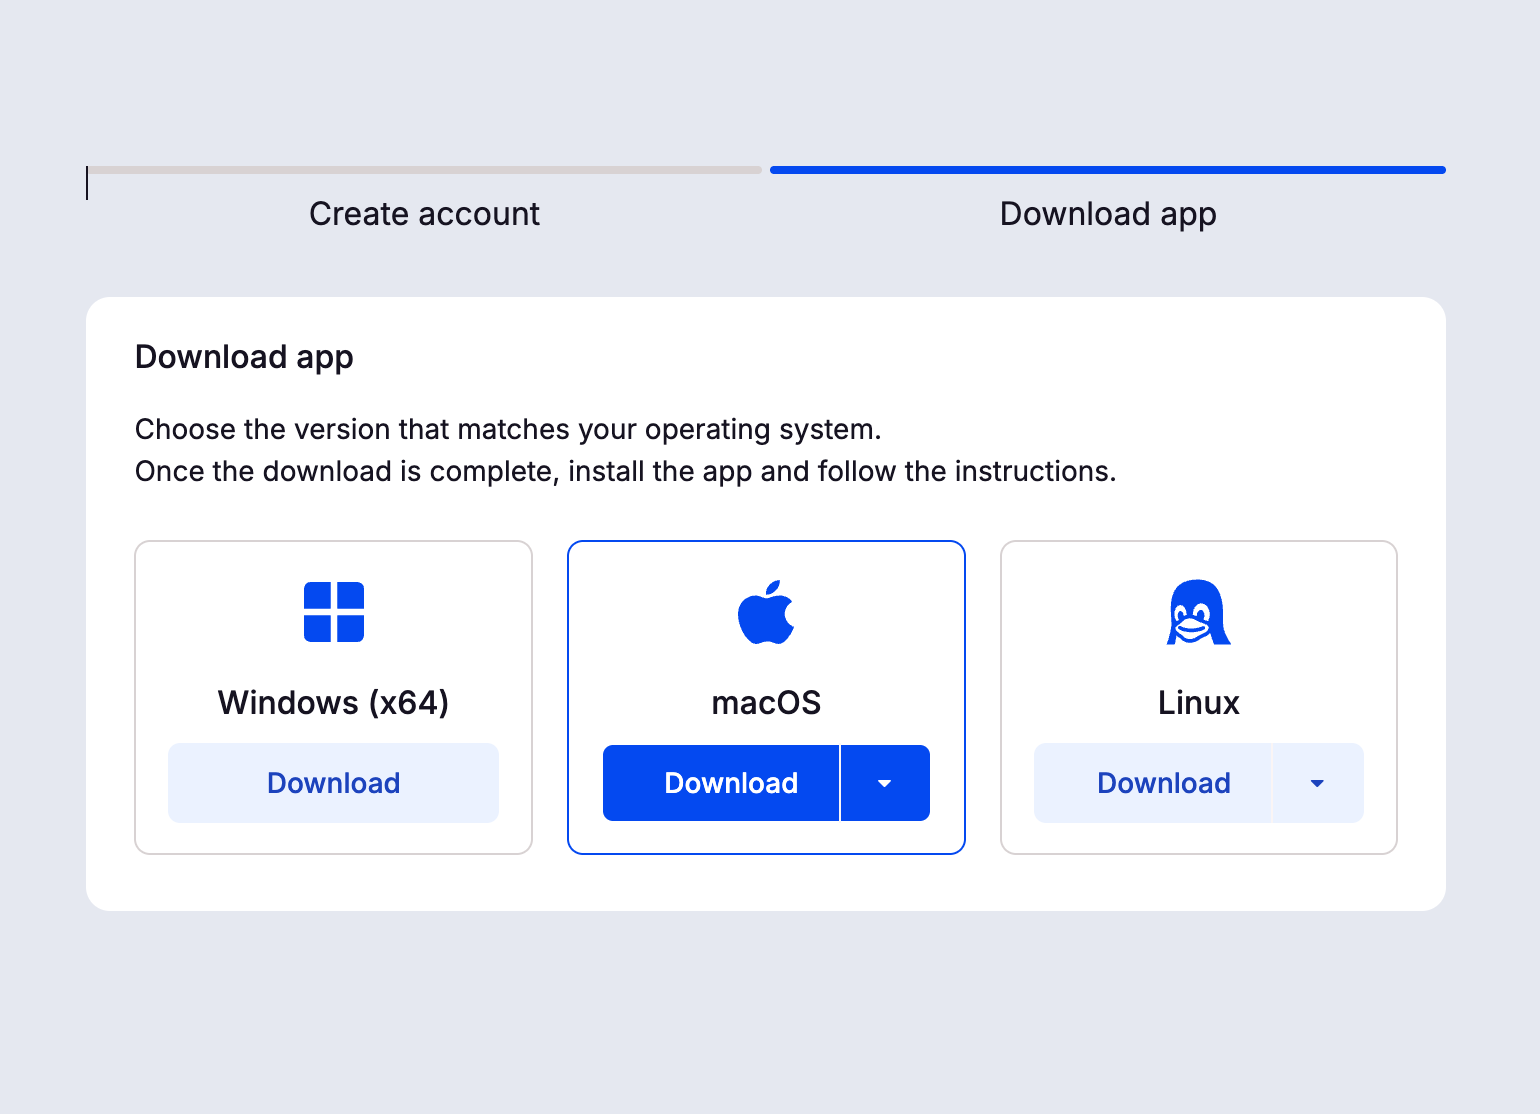 Create account
Download app
Download app
Choose the version that matches your operating system.
Once the download is complete, install the app and follow the instructions.
Windows (x64)
macOS
Linux
Download
Download
Download